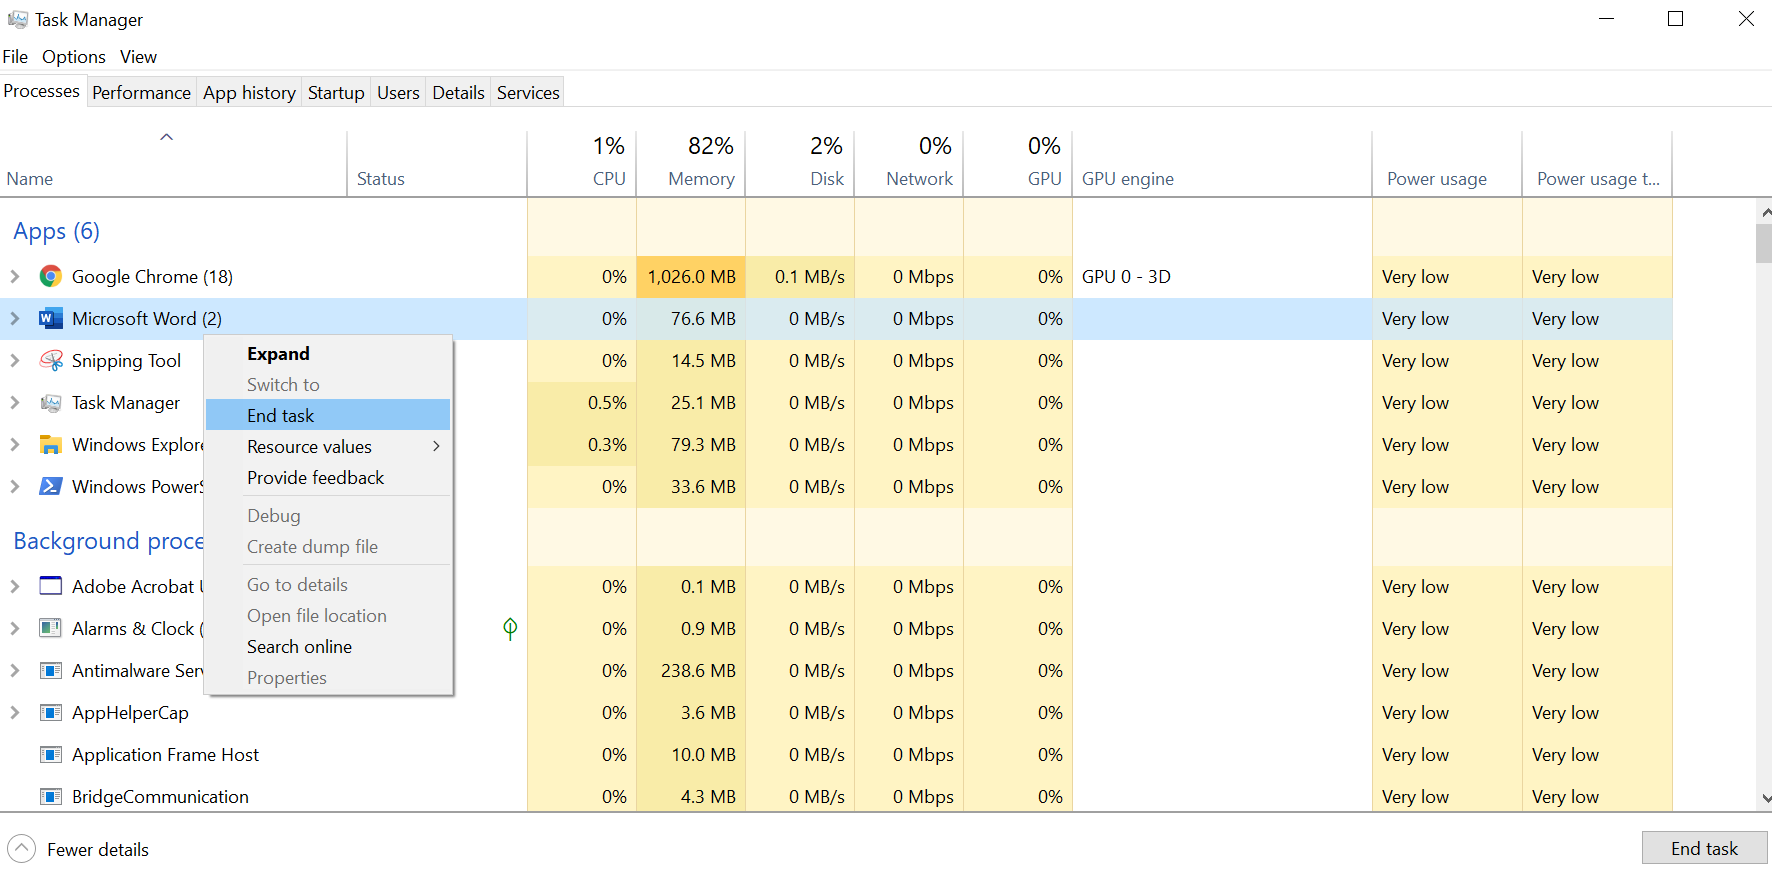 Task Manager
File Options View
Processes Performance App history Startup Users Details Services
1% 82% 2% 0% 0%
Name Status CPU Memory Disk Network GPU GPU engine Power usage Power usage t...
Apps (6)
Google Chrome (18) 0% 1,026.0 MB 0.1 MB/s 0 Mbps 0% GPU 0 - 3D Very low Very low
Microsoft Word (2) 0% 76.6 MB 0 MB/s 0 Mbps 0% Very low Very low
Snipping Tool 0% 14.5 MB 0 MB/s 0 Mbps 0% Very low Very low
Task Manager 0.5% 25.1 MB 0 MB/s 0 Mbps 0% Very low Very low
Windows Explore 0.3% 79.3 MB 0 MB/s 0 Mbps 0% Very low Very low
Windows PowerS 0% 33.6 MB 0 MB/s 0 Mbps 0% Very low Very low
Background proce
Adobe Acrobat U 0% 0.1 MB 0 MB/s 0 Mbps 0% Very low Very low
Alarms & Clock ( 0% 0.9 MB 0 MB/s 0 Mbps 0% Very low Very low
Antimalware Serv 0% 238.6 MB 0 MB/s 0 Mbps 0% Very low Very low
AppHelperCap 0% 3.6 MB 0 MB/s 0 Mbps 0% Very low Very low
Application Frame Host 0% 10.0 MB 0 MB/s 0 Mbps 0% Very low Very low
BridgeCommunication 0% 4.3 MB 0 MB/s 0 Mbps 0% Very low Very low
Expand
Switch to
End task
Resource values
Provide feedback
Debug
Create dump file
Go to details
Open file location
Search online
Properties
Fewer details End task